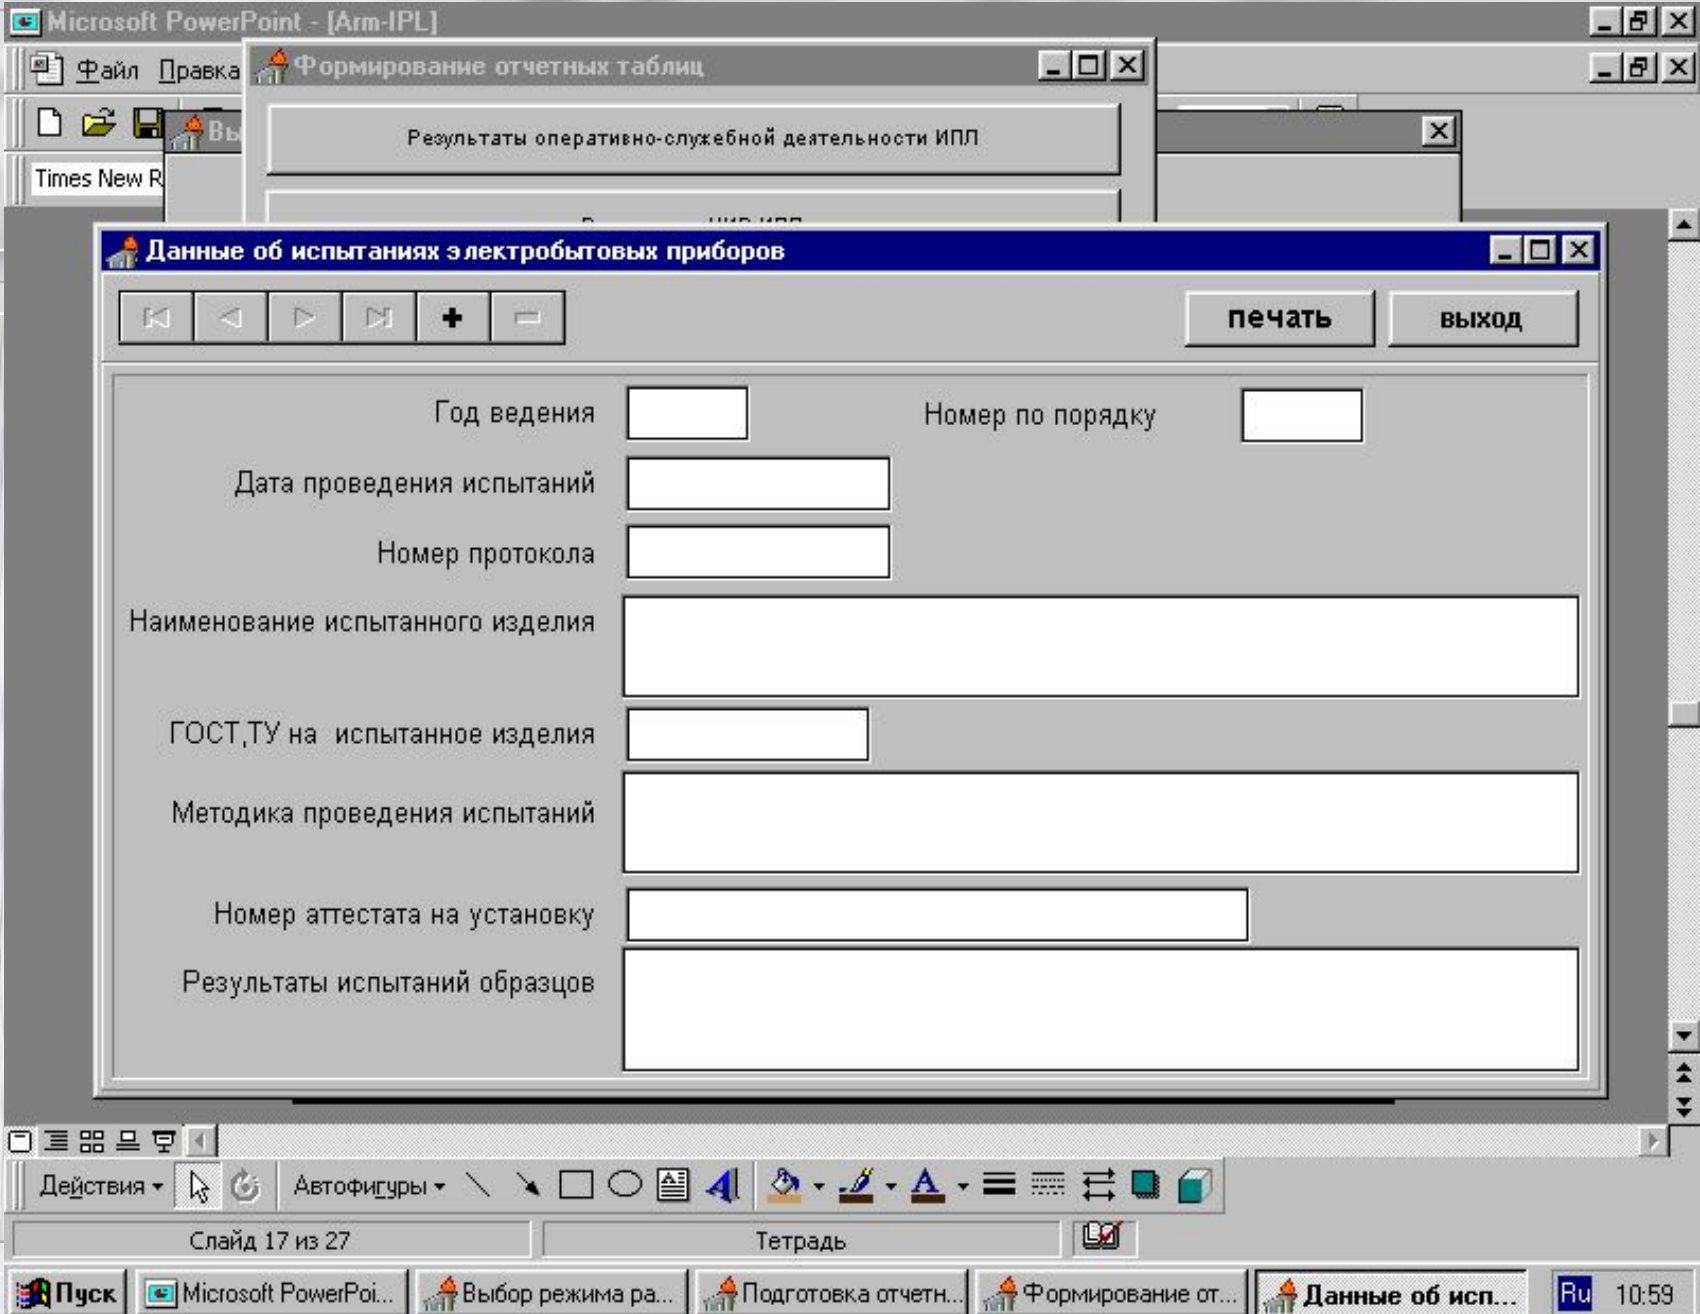 Microsoft PowerPoint - [Arm-IPL]
Файл Правка
Формирование отчетных таблиц
Результаты оперативно-служебной деятельности ИПЛ
Вы
Times New R
Данные об испытаниях электробытовых приборов
печать выход
Год ведения Номер по порядку
Дата проведения испытаний
Номер протокола
Наименование испытанного изделия
ГОСТ,ТУ на испытанное изделия
Методика проведения испытаний
Номер аттестата на установку
Результаты испытаний образцов
Действия Автофигуры
Слайд 17 из 27 Тетрадь
Пуск Microsoft PowerPoi... Выбор режима ра... Подготовка отчетн... Формирование от... Данные об исп... Ru 10:59